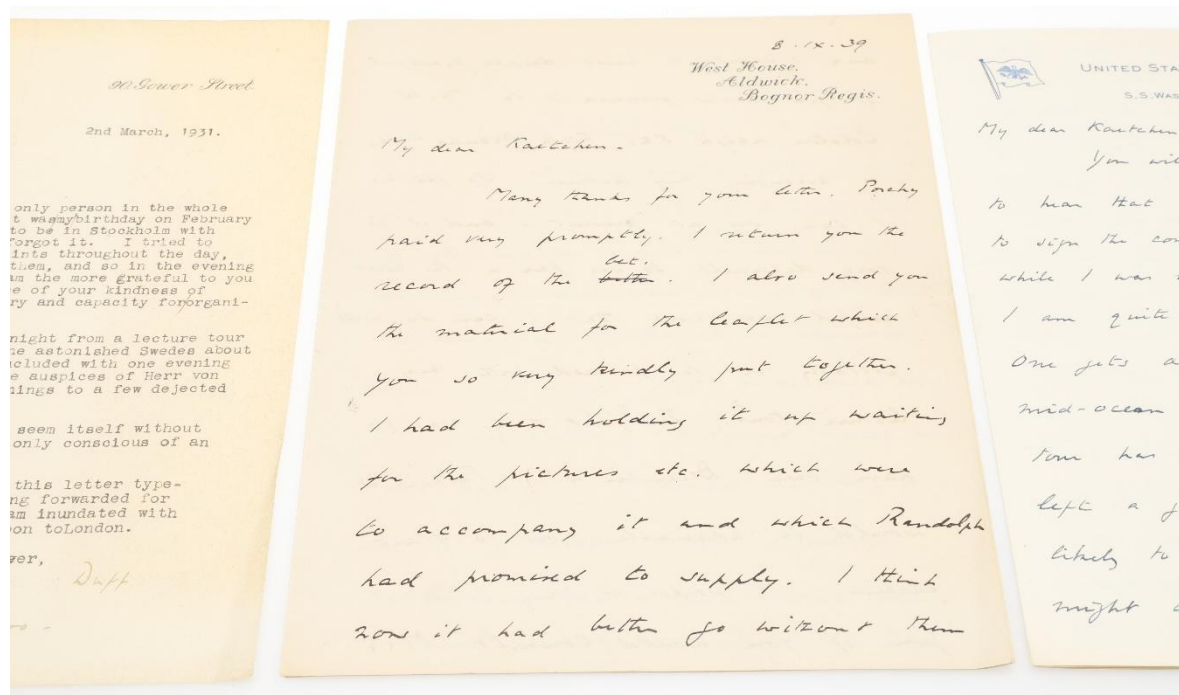 90 Gower Street.
2nd March, 1931.
only person in the whole
t wasmybirthday on February
to be in Stockholm with
forgot it. I tried to
ints throughout the day,
them, and so in the evening
am the more grateful to you
e of your kindness of
ry and capacity fororgani-
night from a lecture tour
he astonished Swedes about
ncluded with one evening
e auspices of Herr von
nings to a few dejected
seem itself without
only conscious of an
this letter type-
ng forwarded for
am inundated with
on toLondon.
ver,
Duff
8.IX.39
West House,
Aldwick,
Bognor Regis.
My dear Kaetchen -
Many thanks for your letter. Porchy
paid very promptly. I return you the
bet.
record of the better. I also send you
the material for the leaflet which
you so very kindly put together.
I had been holding it up waiting
for the pictures etc. which were
to accompany it and which Randolph
had promised to supply. I think
now it had better go without them
UNITED STA
S.S. WAS
My dear Kaetchen
You wil
to hear that
to sign the con
while I was
I am quite
One gets a
mid-ocean
tour has
left a
likely to
might